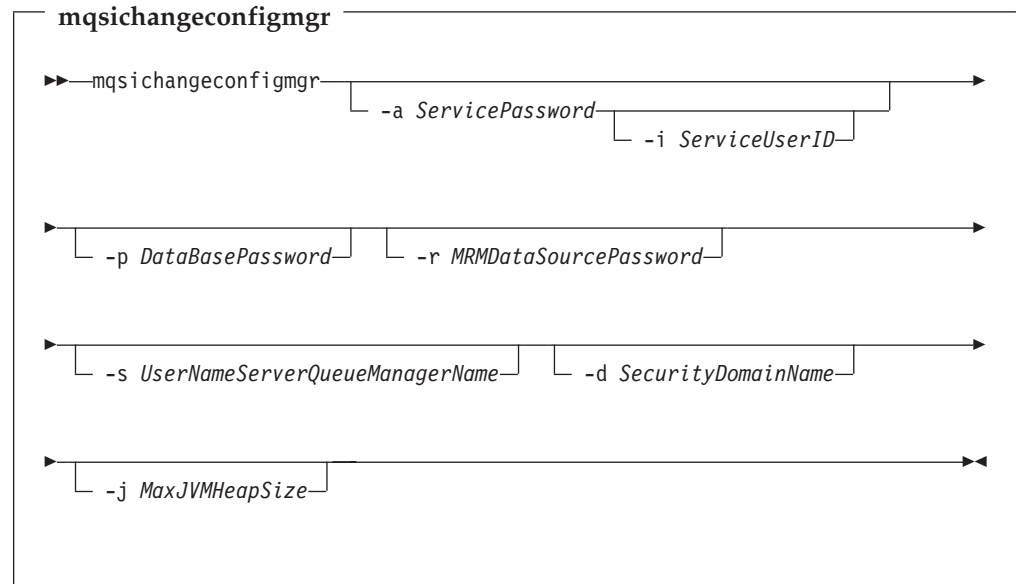 mqsichangeconfigmgr
mqsichangeconfigmgr
-a ServicePassword
-i ServiceUserID
-p DataBasePassword -r MRMDataSourcePassword
-s UserNameServerQueueManagerName -d SecurityDomainName
-j MaxJVMHeapSize